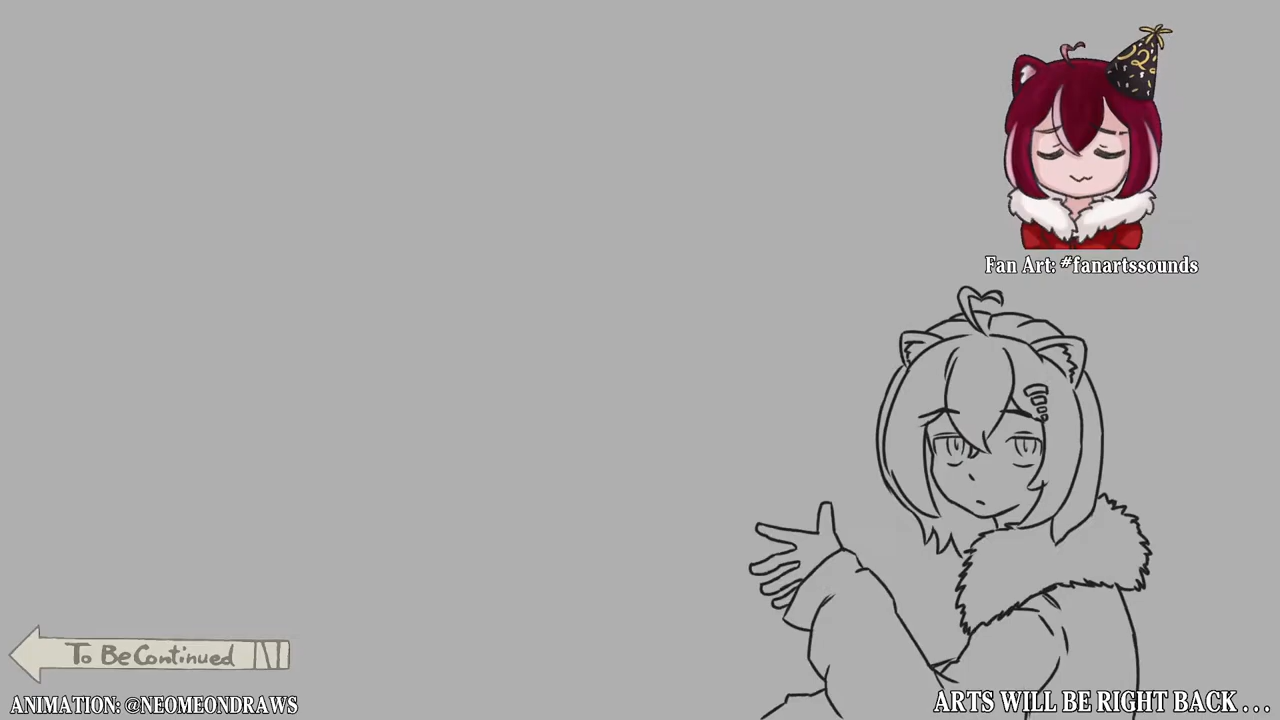 Fan Art: #fanartssounds
To Be Continued
ANIMATION: @NEOMEONDRAWS
ARTS WILL BE RIGHT BACK . . .